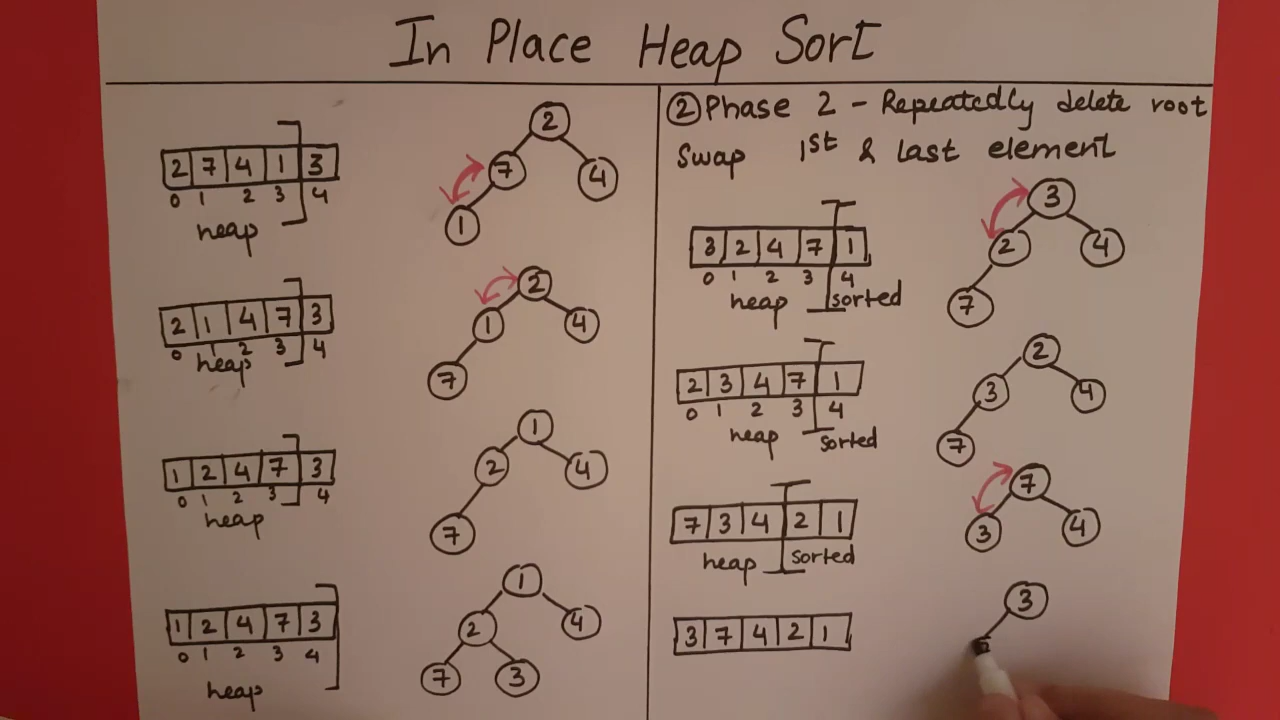 In Place Heap Sort
2 7 4 1 3
0 1 2 3 4
heap
2
7 4
1
2 1 4 7 3
0 1 2 3 4
heap
2
1 4
7
1 2 4 7 3
0 1 2 3 4
heap
1
2 4
7
1 2 4 7 3
0 1 2 3 4
heap
1
2 4
7 3
② Phase 2 - Repeatedly delete root
Swap 1st & last element
3 2 4 7 1
0 1 2 3 4
heap sorted
3
2 4
7
2 3 4 7 1
0 1 2 3 4
heap sorted
2
3 4
7
7 3 4 2 1
heap sorted
7
3 4
3 7 4 2 1
3